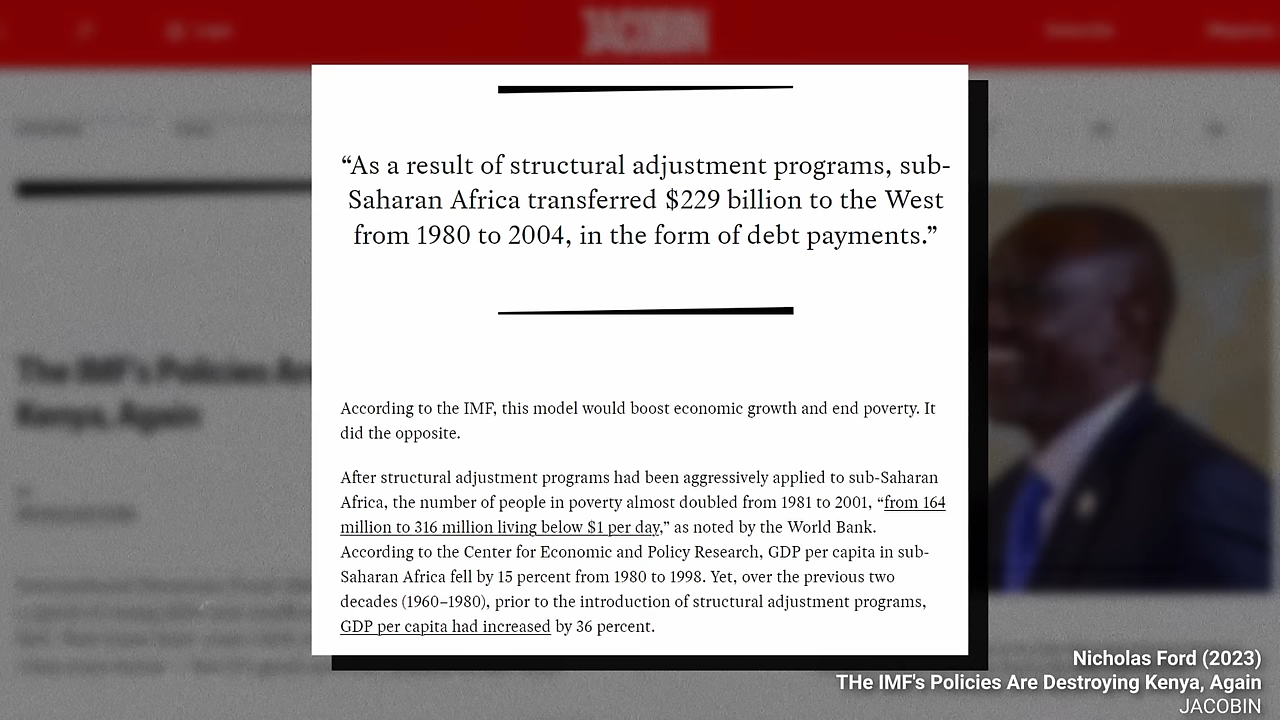 JACOBIN
“As a result of structural adjustment programs, sub-
Saharan Africa transferred $229 billion to the West
from 1980 to 2004, in the form of debt payments.”
According to the IMF, this model would boost economic growth and end poverty. It
did the opposite.
After structural adjustment programs had been aggressively applied to sub-Saharan
Africa, the number of people in poverty almost doubled from 1981 to 2001, “from 164
million to 316 million living below $1 per day,” as noted by the World Bank.
According to the Center for Economic and Policy Research, GDP per capita in sub-
Saharan Africa fell by 15 percent from 1980 to 1998. Yet, over the previous two
decades (1960–1980), prior to the introduction of structural adjustment programs,
GDP per capita had increased by 36 percent.
The IMF's Policies Are
Kenya, Again
Nicholas Ford (2023)
THe IMF's Policies Are Destroying Kenya, Again
JACOBIN